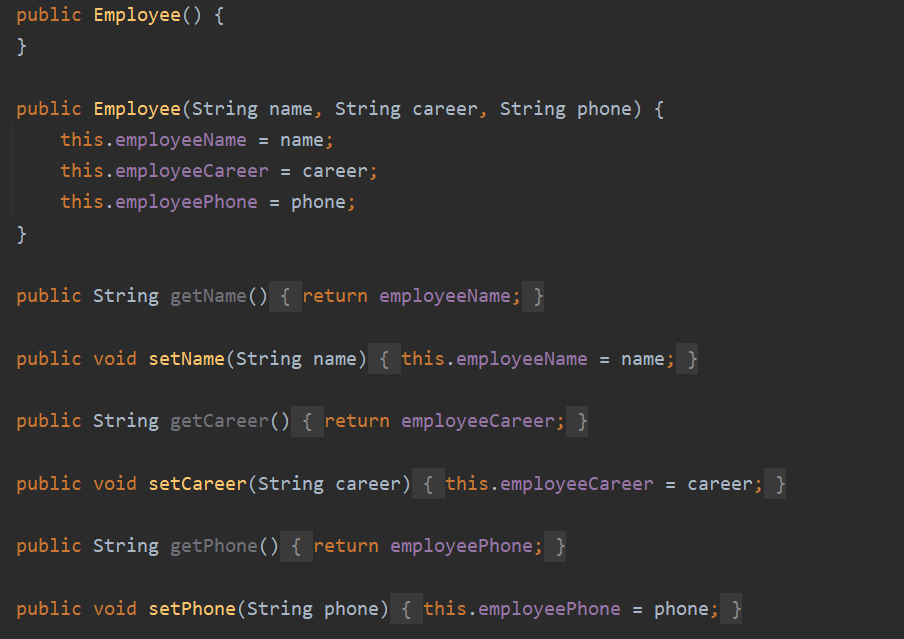 public Employee() {
}
public Employee(String name, String career, String phone) {
this.employeeName = name;
this.employeeCareer = career;
this.employeePhone = phone;
}
public String getName() { return employeeName; }
public void setName(String name) { this.employeeName = name; }
public String getCareer() { return employeeCareer; }
public void setCareer(String career) { this.employeeCareer = career; }
public String getPhone() { return employeePhone; }
public void setPhone(String phone) { this.employeePhone = phone; }